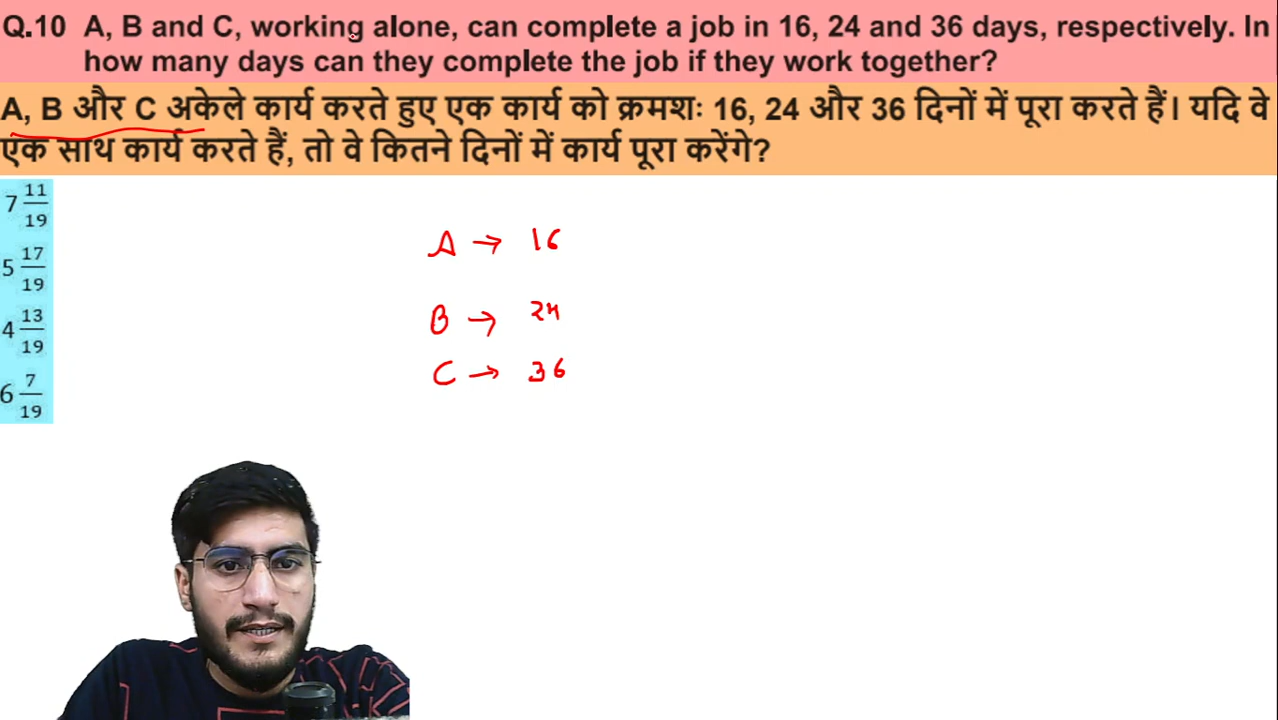 Q.10 A, B and C, working alone, can complete a job in 16, 24 and 36 days, respectively. In
how many days can they complete the job if they work together?
A, B और C अकेले कार्य करते हुए एक कार्य को क्रमशः 16, 24 और 36 दिनों में पूरा करते हैं। यदि वे
एक साथ कार्य करते हैं, तो वे कितने दिनों में कार्य पूरा करेंगे?
7 11/19
5 17/19
4 13/19
6 7/19
A → 16
B → 24
C → 36